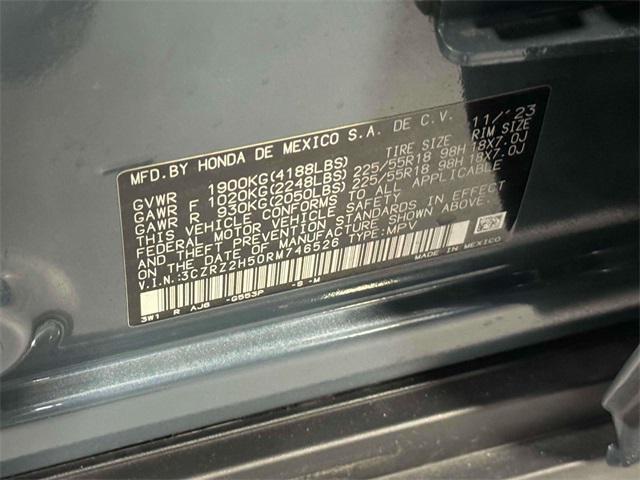 MFD.BY HONDA DE MEXICO S.A. DE C.V. 11/'23
TIRE SIZE RIM SIZE
GVWR 1900KG(4188LBS)
GAWR F 1020KG(2248LBS) 225/55R18 98H 18X7.0J
GAWR R 930KG(2050LBS) 225/55R18 98H 18X7.0J
THIS VEHICLE CONFORMS TO ALL APPLICABLE
FEDERAL MOTOR VEHICLE SAFETY,
THEFT PREVENTION STANDARDS IN EFFECT
ON THE DATE OF MANUFACTURE SHOWN ABOVE.
V.I.N.:3CZRZ2H50RM746526 TYPE:MPV
MADE IN MEXICO
3W1 R AJB -G553P -S -M